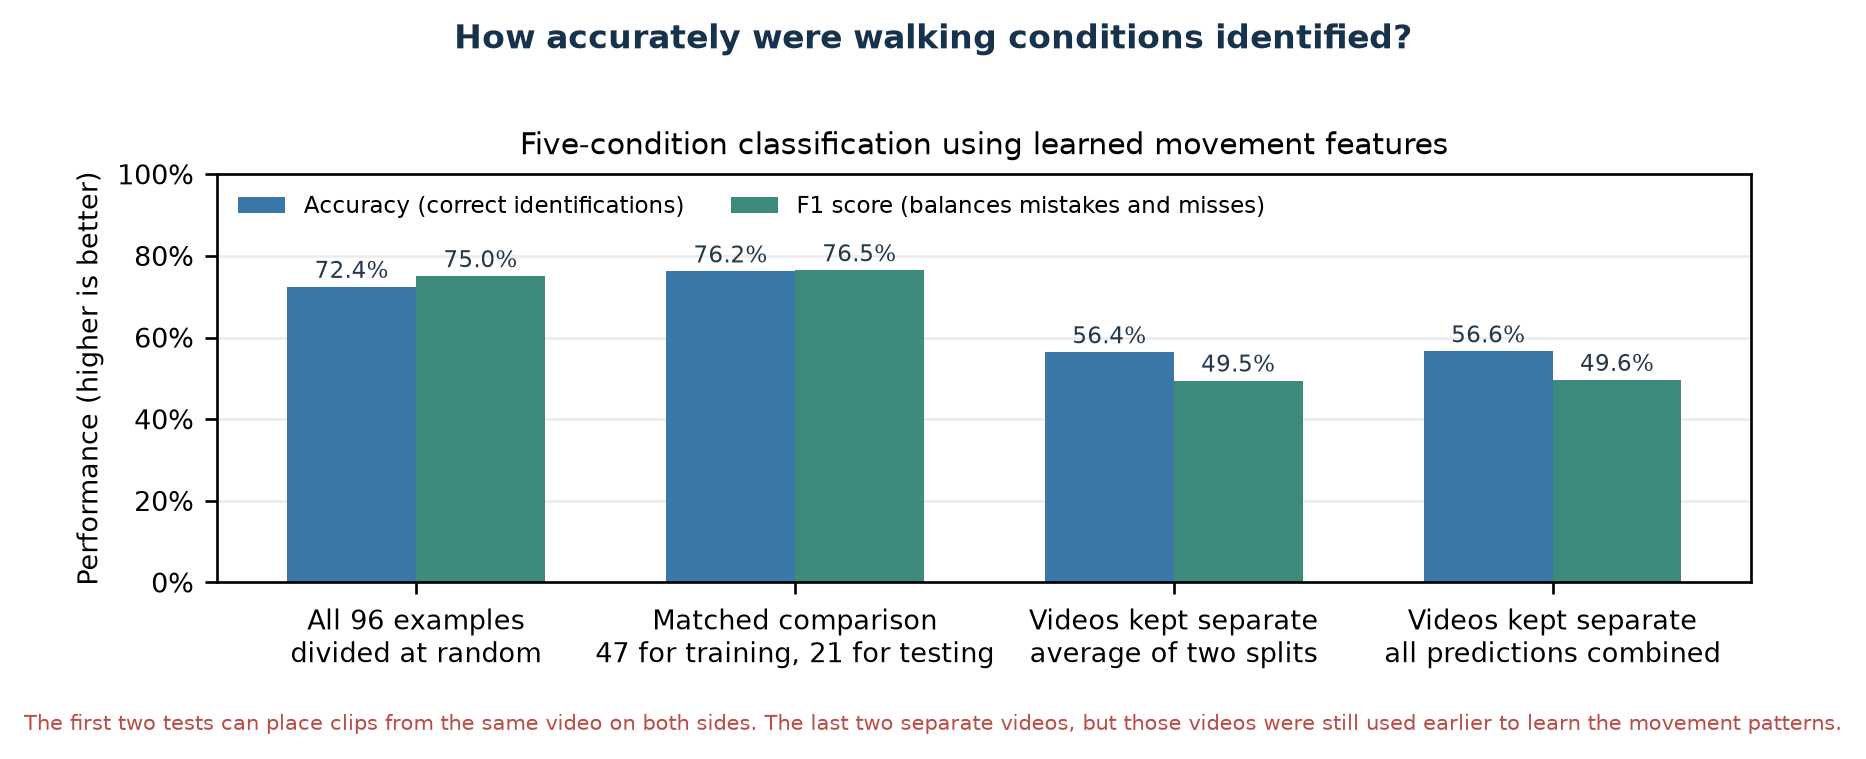 How accurately were walking conditions identified?
Five-condition classification using learned movement features
Performance (higher is better)
100%
80%
60%
40%
20%
0%
Accuracy (correct identifications)
F1 score (balances mistakes and misses)
72.4%
75.0%
76.2%
76.5%
56.4%
49.5%
56.6%
49.6%
All 96 examples
divided at random
Matched comparison
47 for training, 21 for testing
Videos kept separate
average of two splits
Videos kept separate
all predictions combined
The first two tests can place clips from the same video on both sides. The last two separate videos, but those videos were still used earlier to learn the movement patterns.